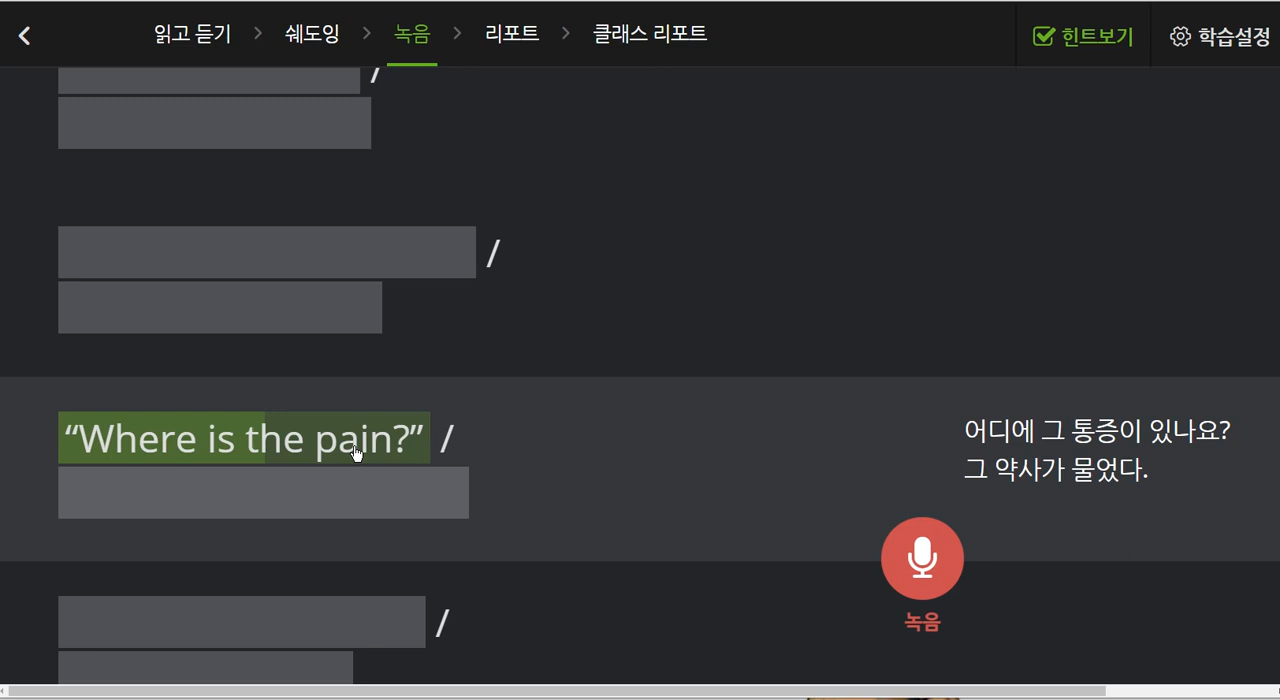 읽고 듣기 > 쉐도잉 > 녹음 > 리포트 > 클래스 리포트
힌트보기
학습설정
/
/
“Where is the pain?” /
어디에 그 통증이 있나요?
그 약사가 물었다.
녹음
/